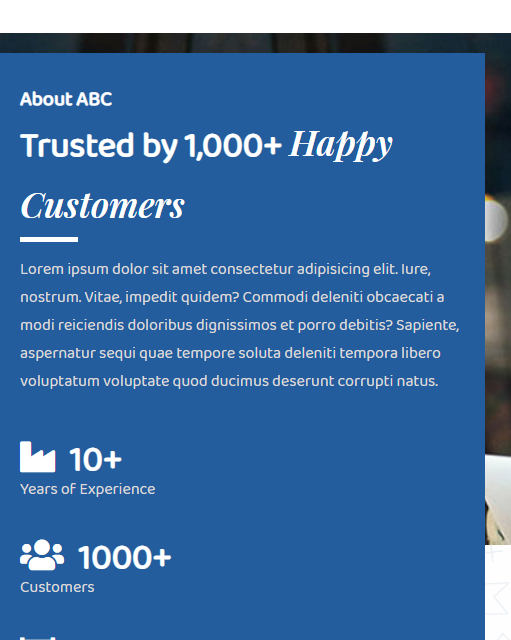 About ABC
Trusted by 1,000+ Happy
Customers
Lorem ipsum dolor sit amet consectetur adipisicing elit. Iure,
nostrum. Vitae, impedit quidem? Commodi deleniti obcaecati a
modi reiciendis doloribus dignissimos et porro debitis? Sapiente,
aspernatur sequi quae tempore soluta deleniti tempora libero
voluptatum voluptate quod ducimus deserunt corrupti natus.
10+
Years of Experience
1000+
Customers